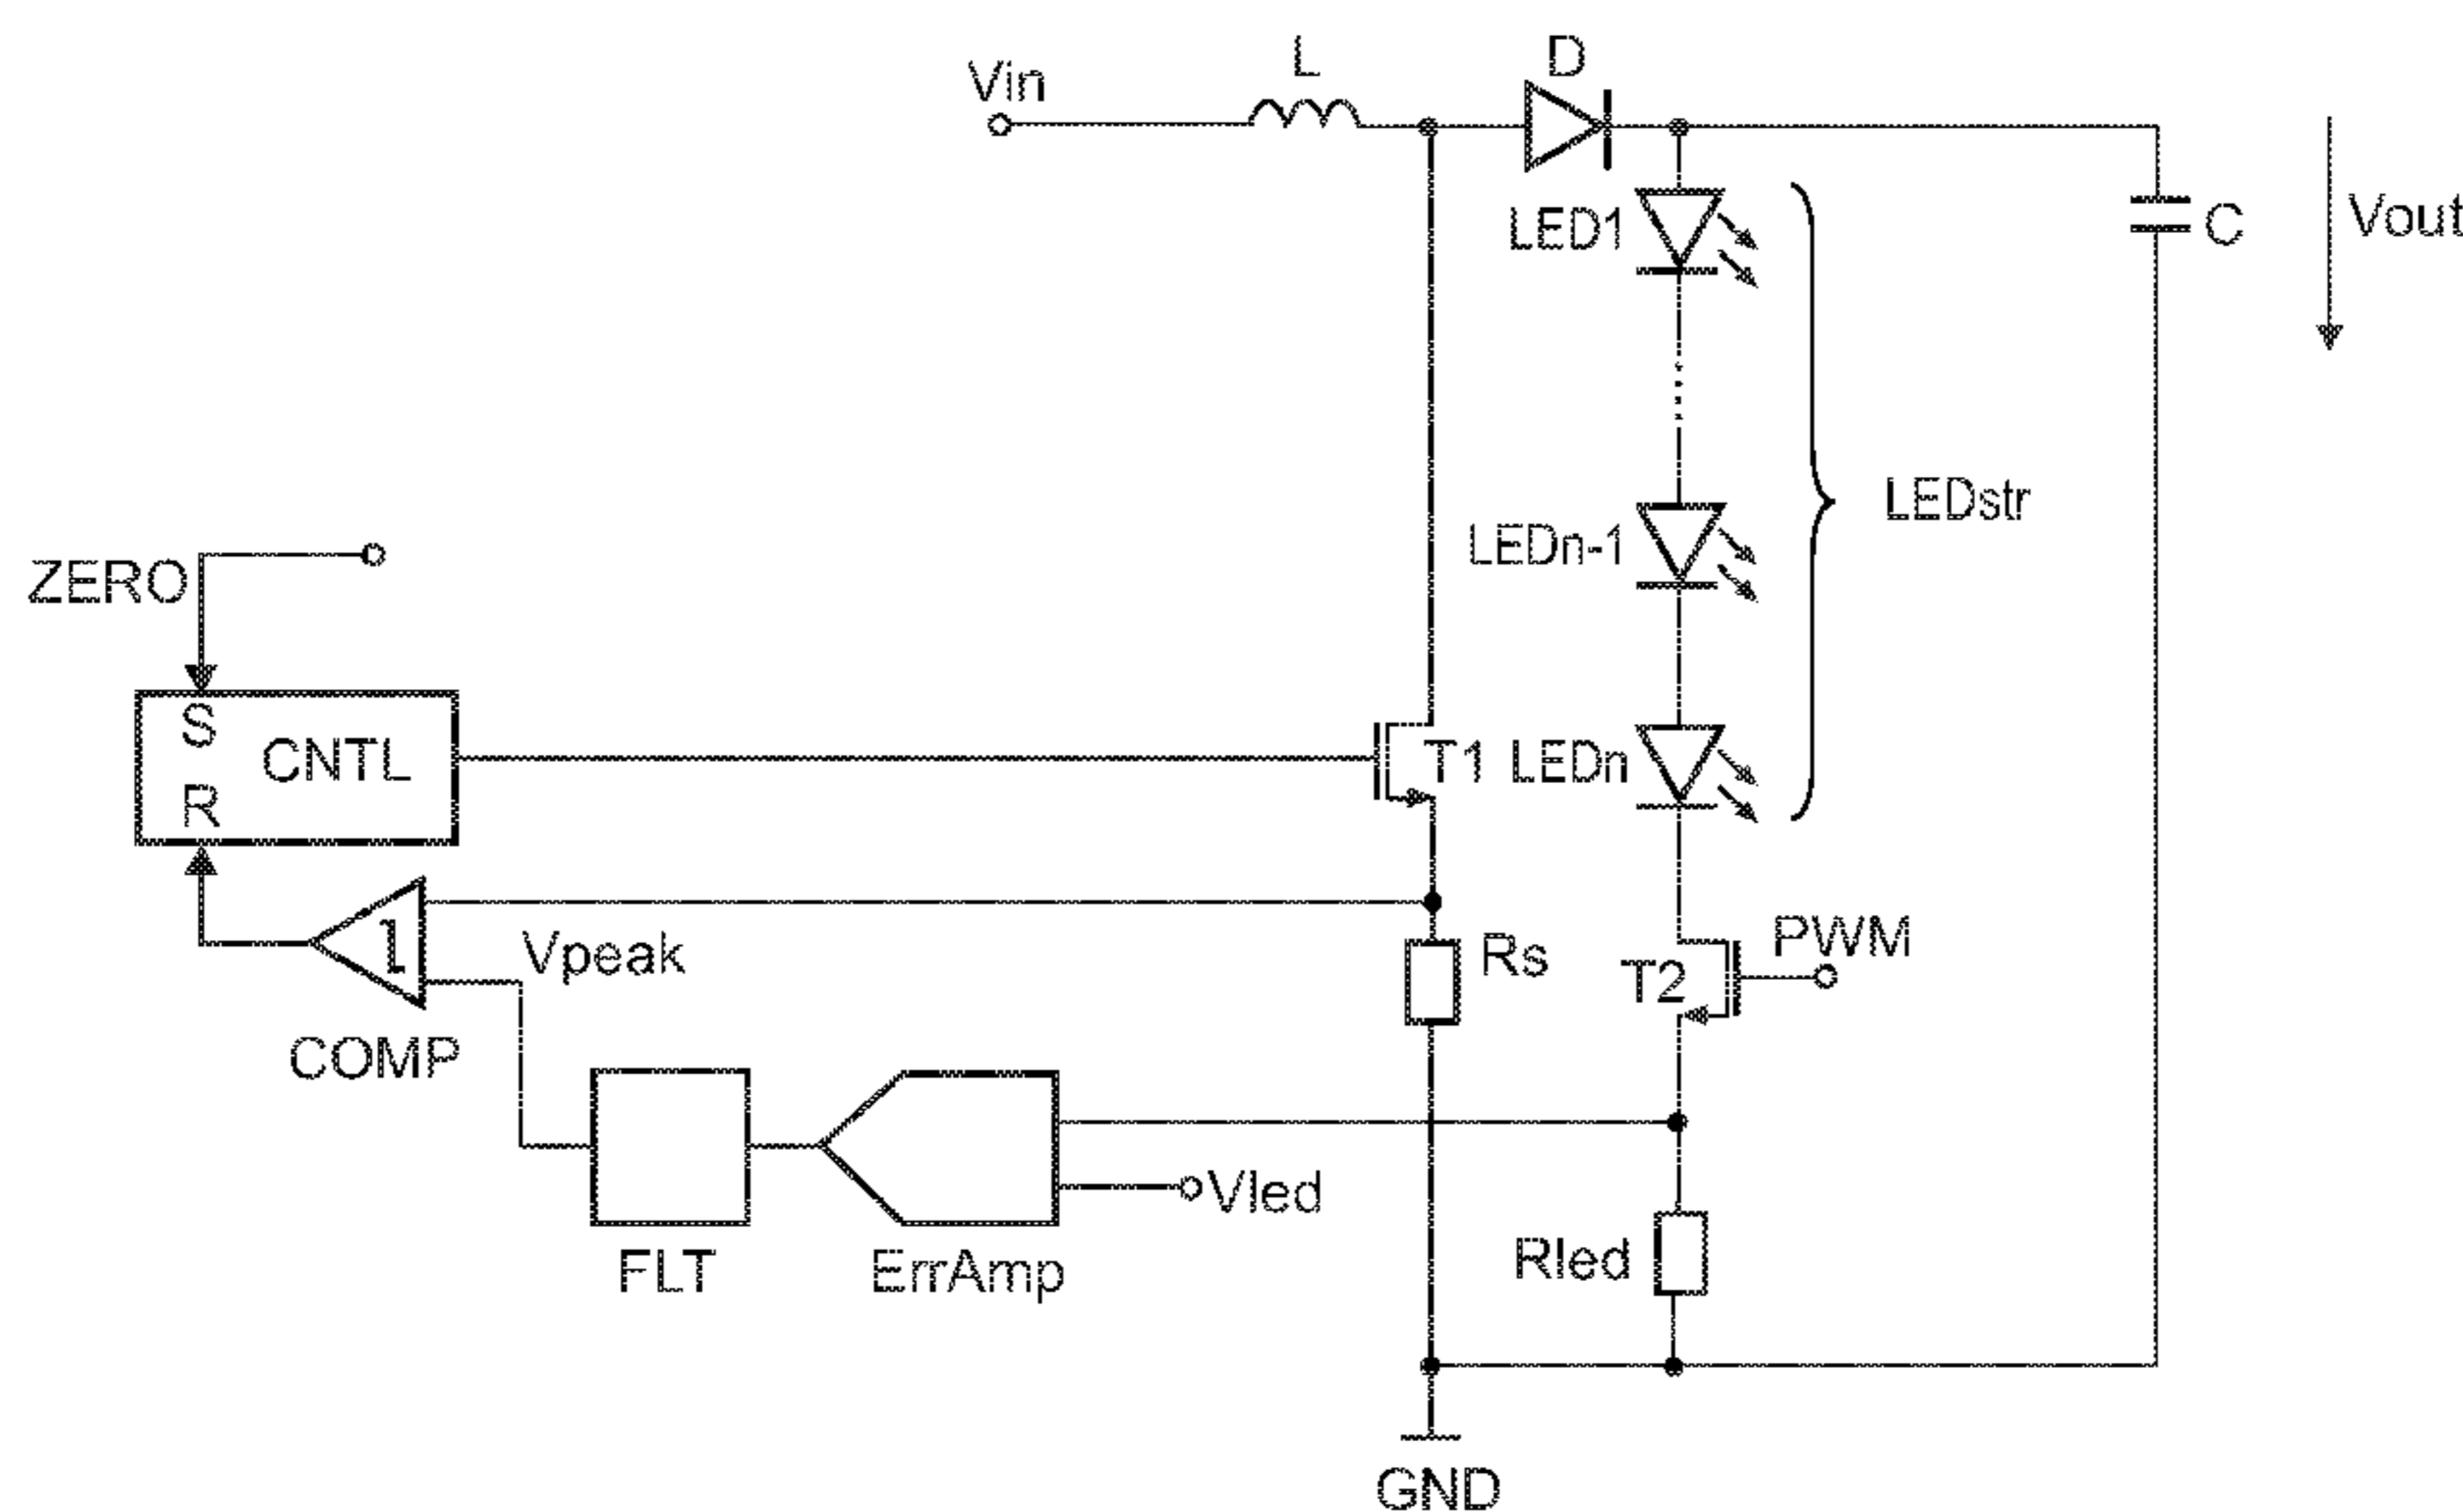 Vin
L
D
LED1
C
Vout
LEDn-1
LEDstr
ZERO
S
CNTL
R
T1
LEDn
Vpeak
Rs
PWM
T2
COMP
Vled
FLT
ErrAmp
Rled
GND